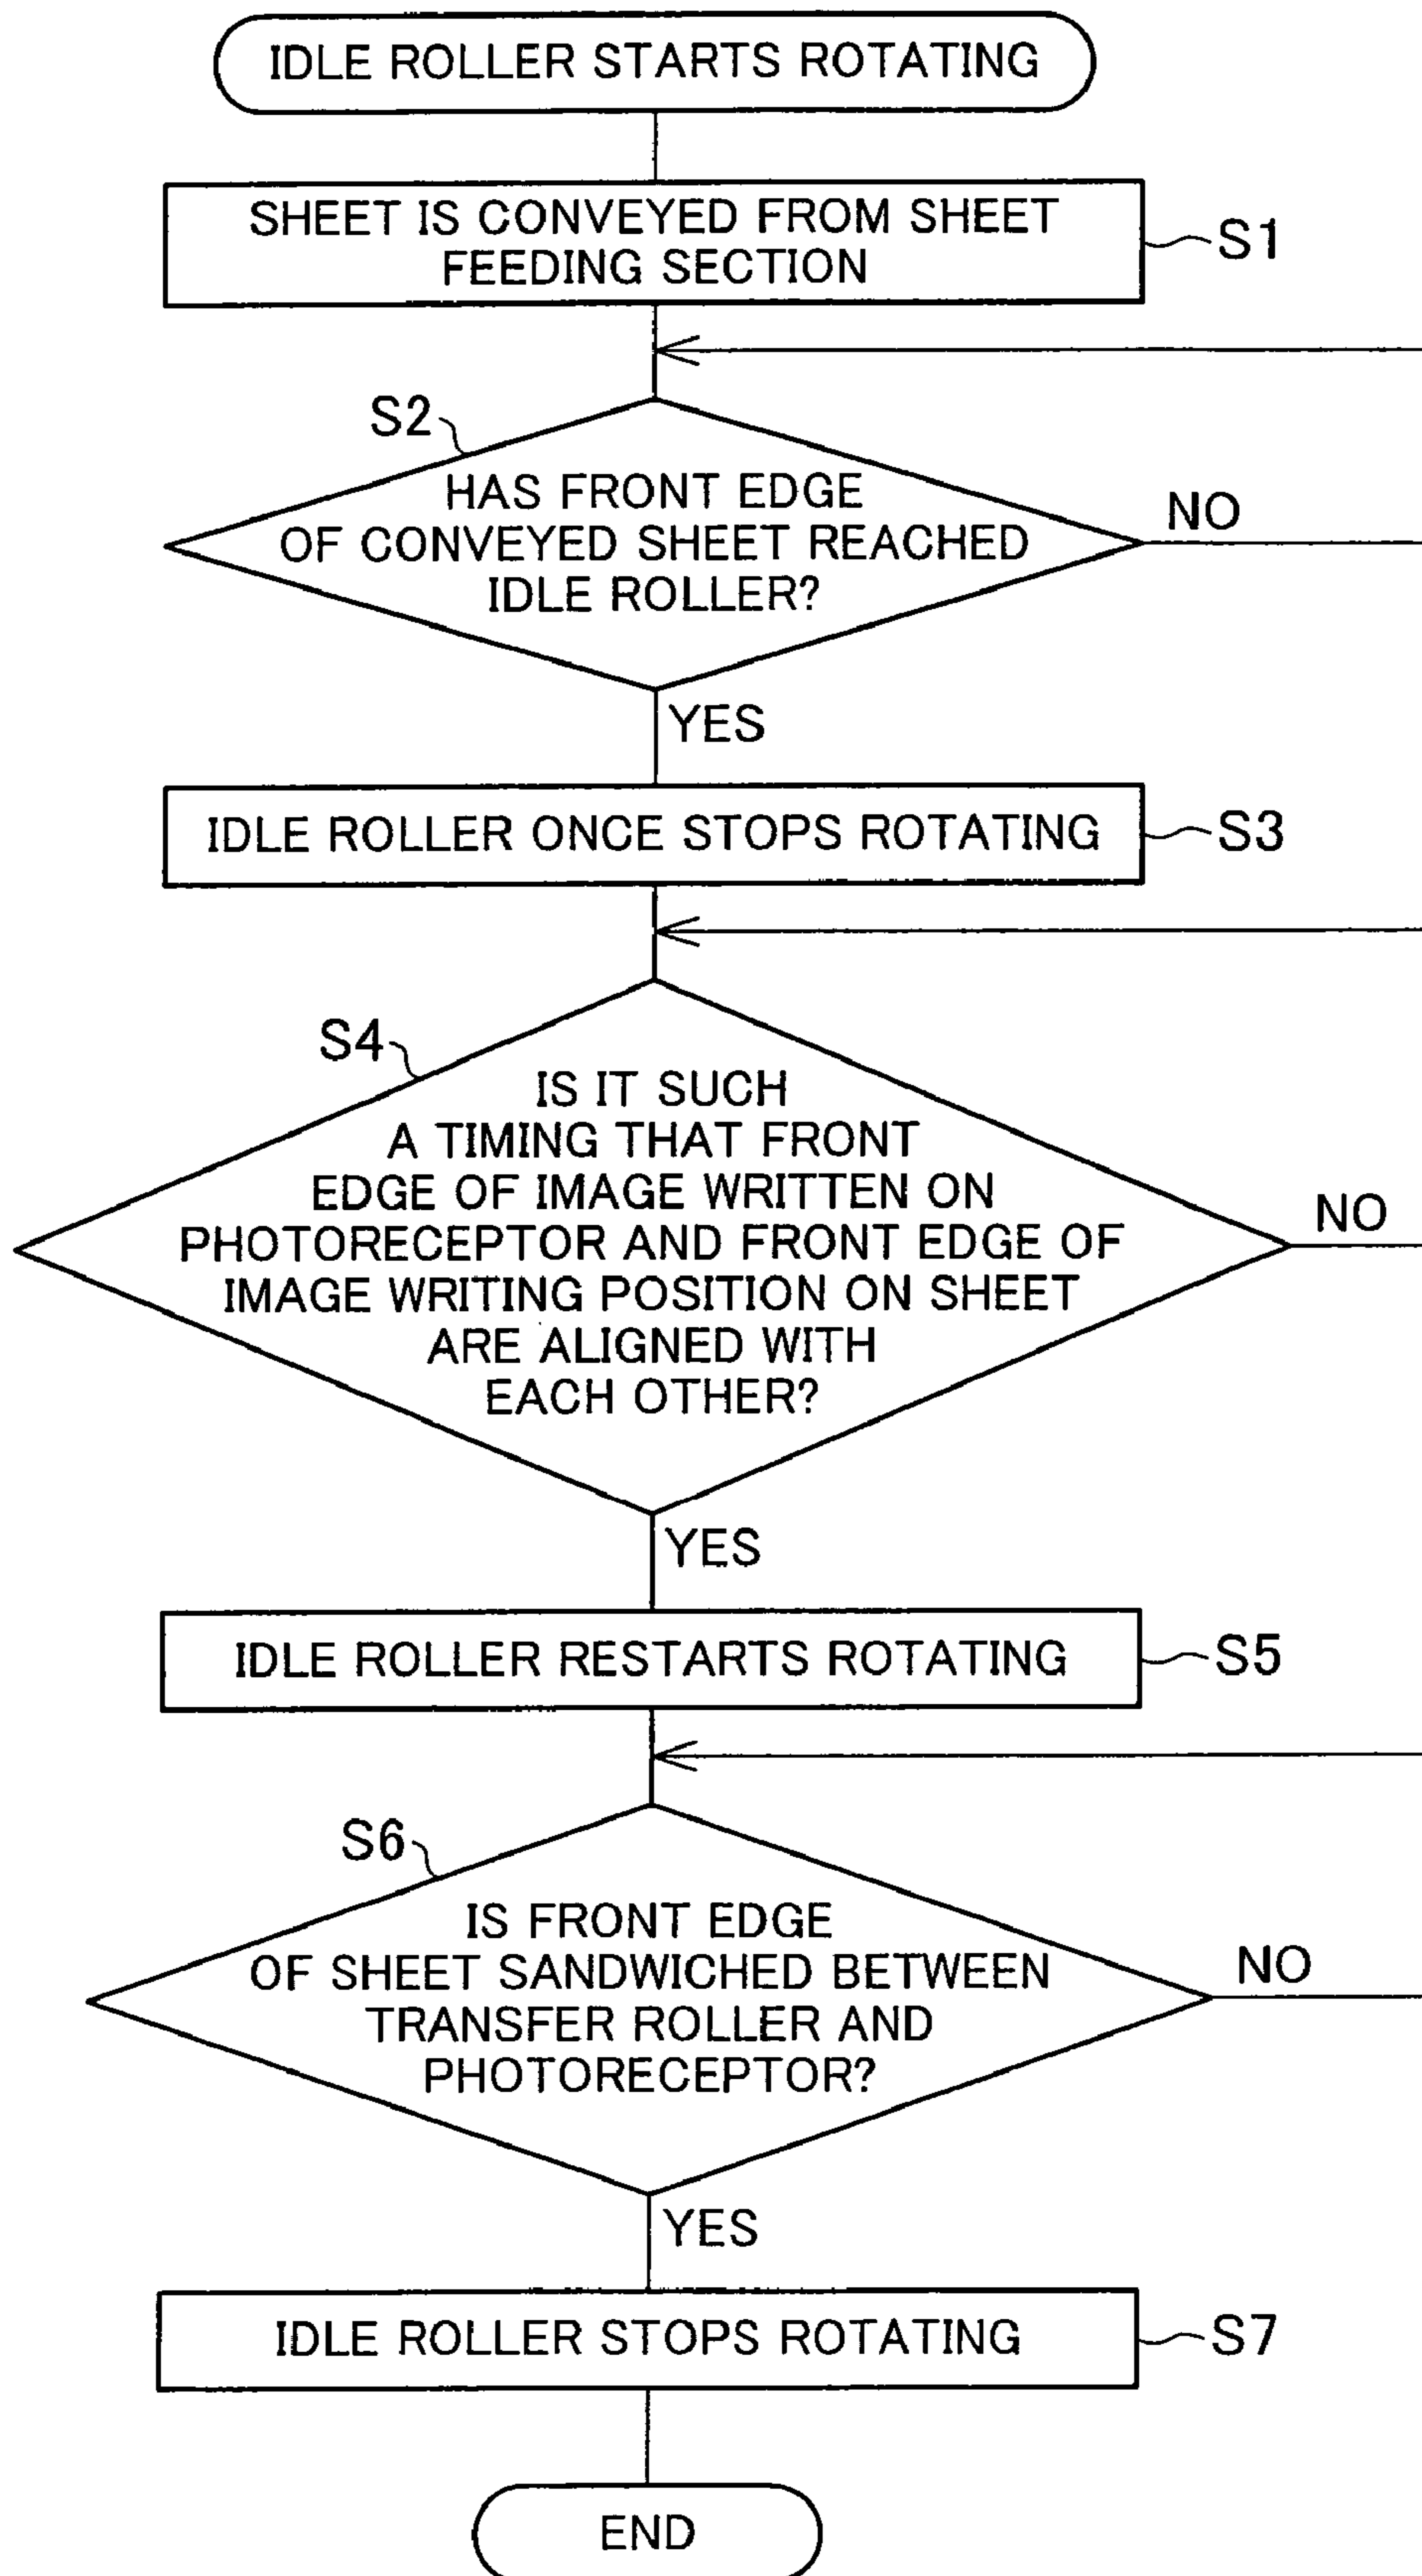 IDLE ROLLER STARTS ROTATING
SHEET IS CONVEYED FROM SHEET
FEEDING SECTION
S1
S2
HAS FRONT EDGE
OF CONVEYED SHEET REACHED
IDLE ROLLER?
NO
YES
IDLE ROLLER ONCE STOPS ROTATING
S3
S4
IS IT SUCH
A TIMING THAT FRONT
EDGE OF IMAGE WRITTEN ON
PHOTORECEPTOR AND FRONT EDGE OF
IMAGE WRITING POSITION ON SHEET
ARE ALIGNED WITH
EACH OTHER?
NO
YES
IDLE ROLLER RESTARTS ROTATING
S5
S6
IS FRONT EDGE
OF SHEET SANDWICHED BETWEEN
TRANSFER ROLLER AND
PHOTORECEPTOR?
NO
YES
IDLE ROLLER STOPS ROTATING
S7
END